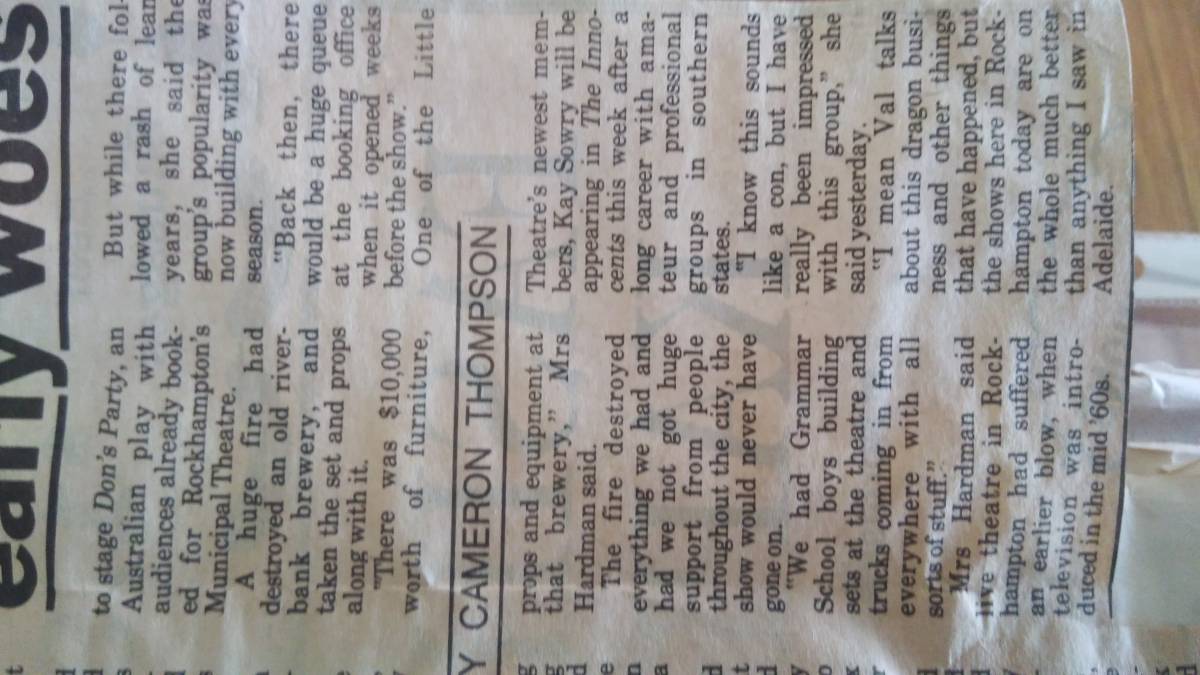 early woes
to stage Don's Party, an
Australian play with
audiences already book-
ed for Rockhampton's
Municipal Theatre.
A huge fire had
destroyed an old river-
bank brewery, and
taken the set and props
along with it.
"There was $10,000
worth of furniture,
Y CAMERON THOMPSON
props and equipment at
that brewery," Mrs
Hardman said.
The fire destroyed
everything we had and
had we not got huge
support from people
throughout the city, the
show would never have
gone on.
"We had Grammar
School boys building
sets at the theatre and
trucks coming in from
everywhere with all
sorts of stuff."
Mrs Hardman said
live theatre in Rock-
hampton had suffered
an earlier blow, when
television was intro-
duced in the mid '60s.
But while there fol-
lowed a rash of lean
years, she said the
group's popularity was
now building with every
season.
"Back then, there
would be a huge queue
at the booking office
when it opened weeks
before the show."
One of the Little
Theatre's newest mem-
bers, Kay Sowry will be
appearing in The Inno-
cents this week after a
long career with ama-
teur and professional
groups in southern
states.
"I know this sounds
like a con, but I have
really been impressed
with this group," she
said yesterday.
"I mean Val talks
about this dragon busi-
ness and other things
that have happened, but
the shows here in Rock-
hampton today are on
the whole much better
than anything I saw in
Adelaide.